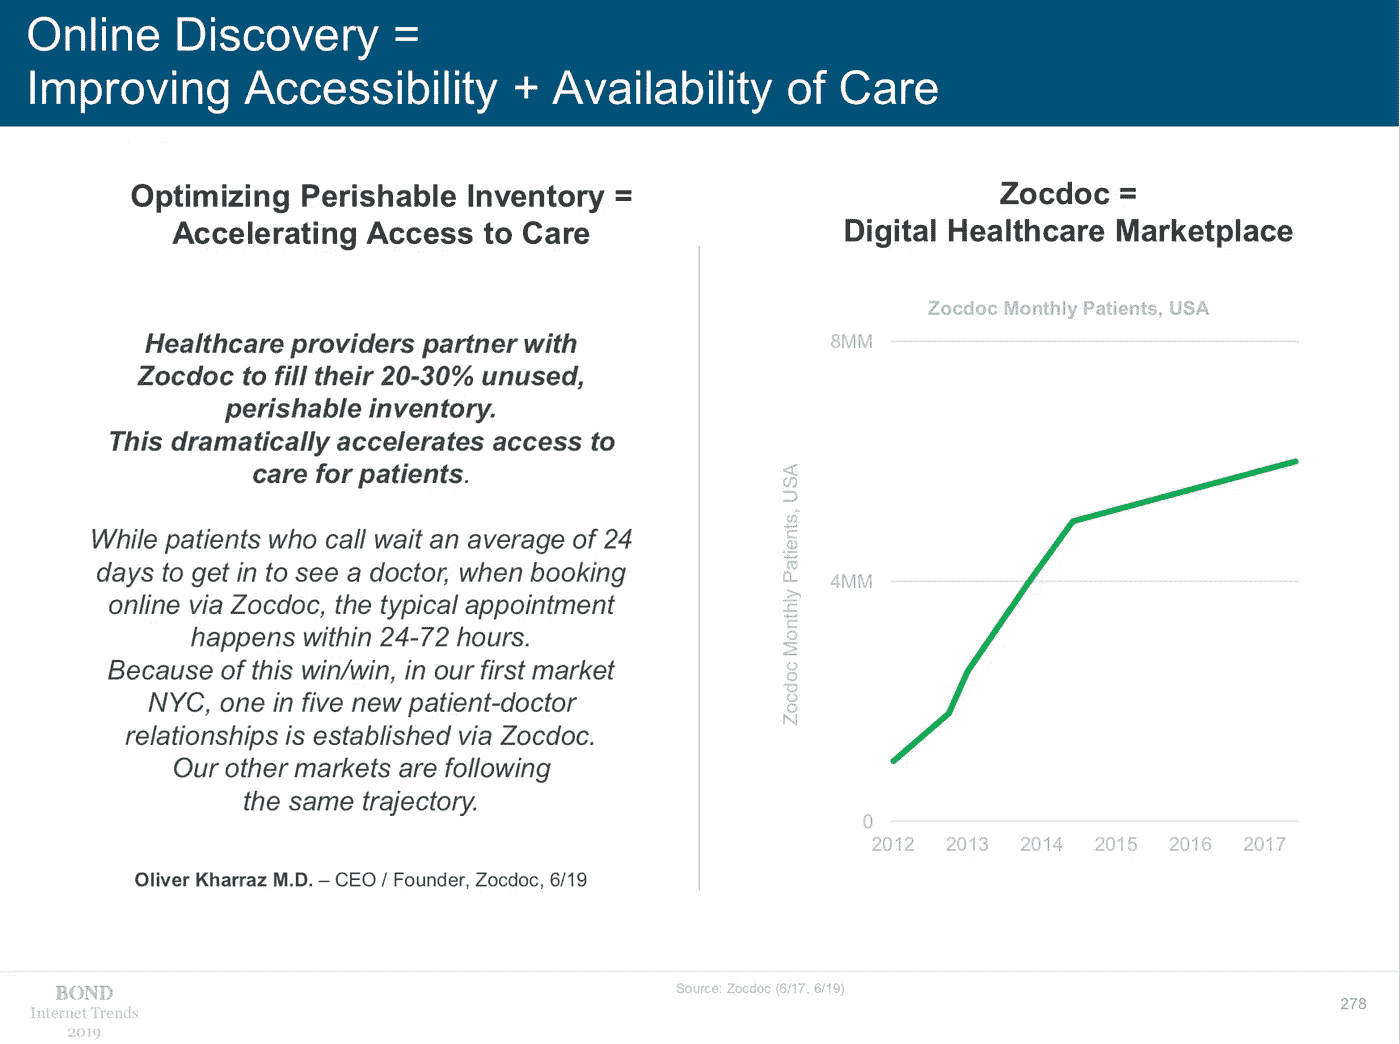 Online Discovery =
Improving Accessibility + Availability of Care
Optimizing Perishable Inventory =
Accelerating Access to Care
Healthcare providers partner with
Zocdoc to fill their 20-30% unused,
perishable inventory.
This dramatically accelerates access to
care for patients.
While patients who call wait an average of 24
days to get in to see a doctor, when booking
online via Zocdoc, the typical appointment
happens within 24-72 hours.
Because of this win/win, in our first market
NYC, one in five new patient-doctor
relationships is established via Zocdoc.
Our other markets are following
the same trajectory.
Oliver Kharraz M.D. – CEO / Founder, Zocdoc, 6/19
Zocdoc =
Digital Healthcare Marketplace
Zocdoc Monthly Patients, USA
Zocdoc Monthly Patients, USA
8MM
4MM
0
2012 2013 2014 2015 2016 2017
BOND
Internet Trends
2019
Source: Zocdoc (6/17, 6/19)
278